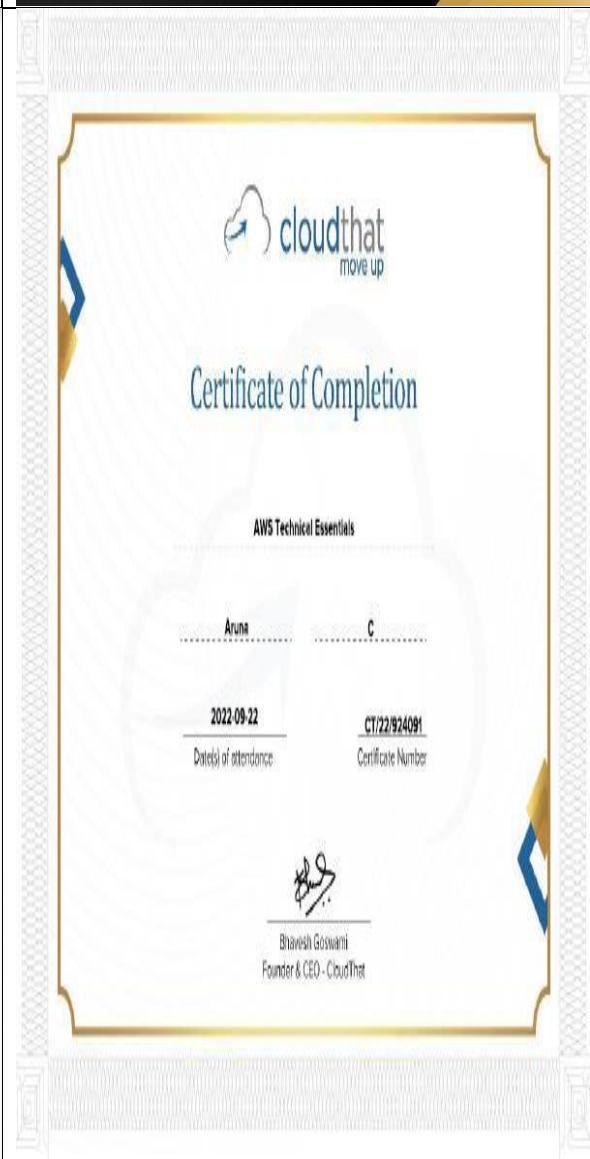 cloudthat
move up
Certificate of Completion
AWS Technical Essentials
Aruna C
2022-09-22 CT/22/924091
Date(s) of attendance Certificate Number
Bhavesh Goswami
Founder & CEO - CloudThat